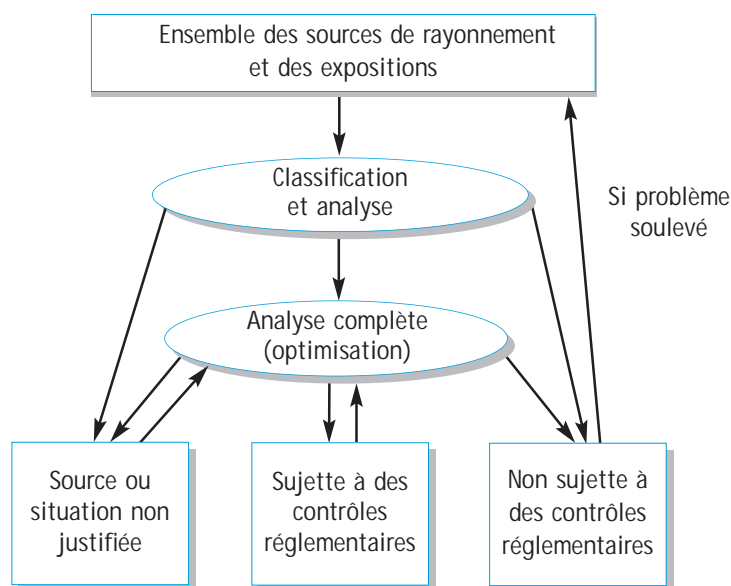 Ensemble des sources de rayonnement
et des expositions
Classification
et analyse
Si problème
soulevé
Analyse complète
(optimisation)
Source ou
situation non
justifiée
Sujette à des
contrôles
réglementaires
Non sujette à
des contrôles
réglementaires